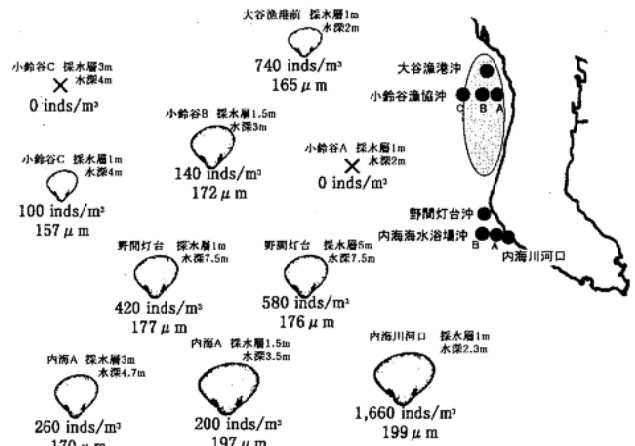 大谷漁港前 採水層1m
水深2m
740 inds/m³
165 μm
小鈴谷C 採水層3m
水深4m
0 inds/m³
小鈴谷B 採水層1.5m
水深3m
140 inds/m³
172 μm
小鈴谷A 採水層1m
水深2m
0 inds/m³
小鈴谷C 採水層1m
水深4m
100 inds/m³
157 μm
野間灯台 採水層1m
水深7.5m
420 inds/m³
177 μm
野間灯台 採水層5m
水深7.5m
580 inds/m³
176 μm
内海A 採水層3m
水深4.7m
260 inds/m³
170 μm
内海A 採水層1.5m
水深3.5m
200 inds/m³
197 μm
内海川河口 採水層1m
水深2.3m
1,660 inds/m³
199 μm
大谷漁港沖
小鈴谷漁協沖
C B A
野間灯台沖
内海海水浴場沖
B A
内海川河口